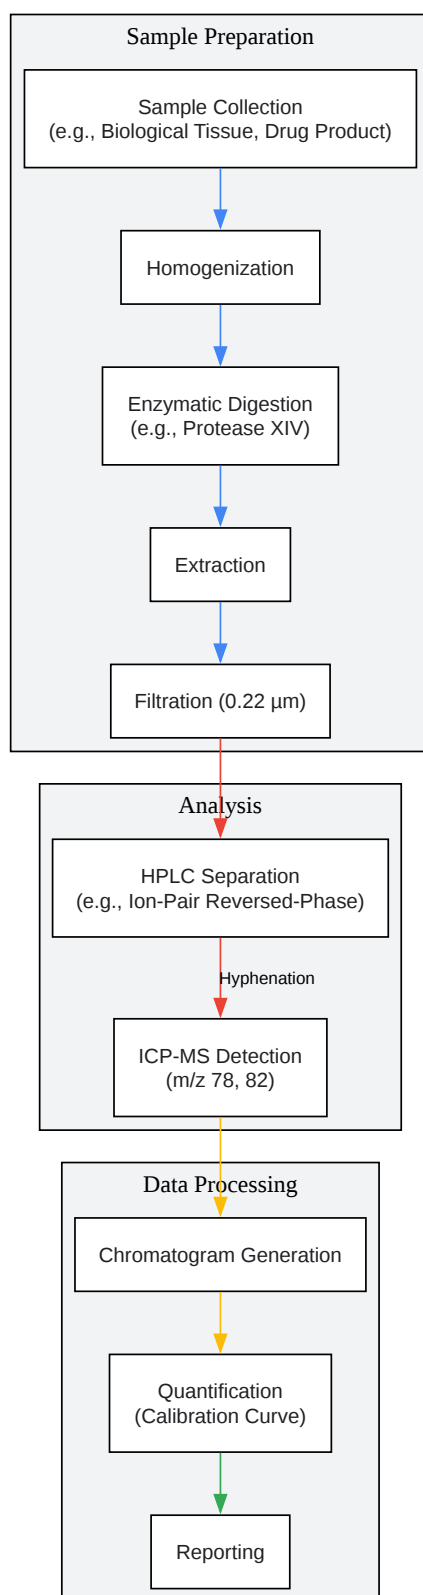 Sample Preparation
Sample Collection
(e.g., Biological Tissue, Drug Product)
Homogenization
Enzymatic Digestion
(e.g., Protease XIV)
Extraction
Filtration (0.22 µm)
Analysis
HPLC Separation
(e.g., Ion-Pair Reversed-Phase)
Hyphenation
ICP-MS Detection
(m/z 78, 82)
Data Processing
Chromatogram Generation
Quantification
(Calibration Curve)
Reporting